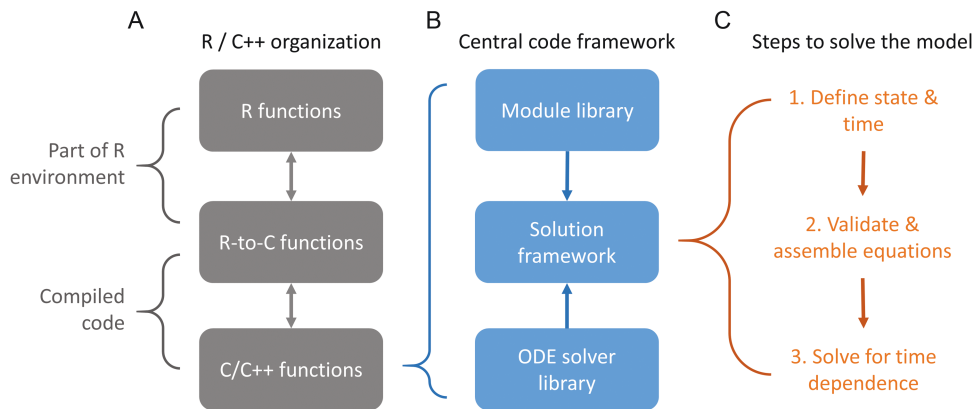 A
R / C++ organization
R functions
Part of R
environment
R-to-C functions
Compiled
code
C/C++ functions
B
Central code framework
Module library
Solution
framework
ODE solver
library
C
Steps to solve the model
1. Define state &
time
2. Validate &
assemble equations
3. Solve for time
dependence